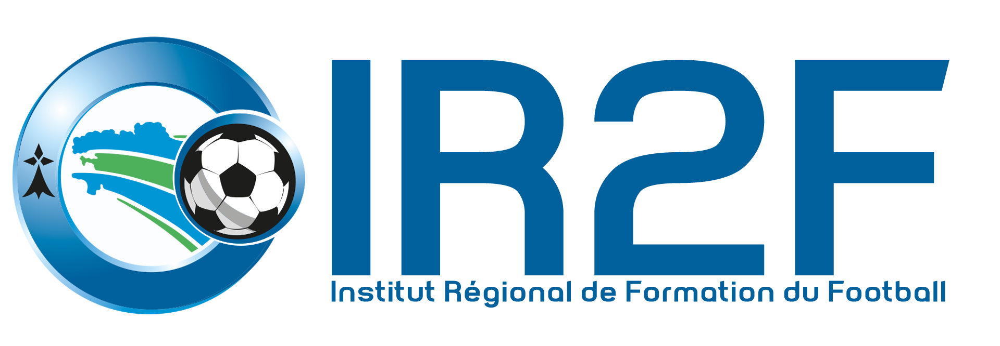 IR2F
Institut Régional de Formation du Football